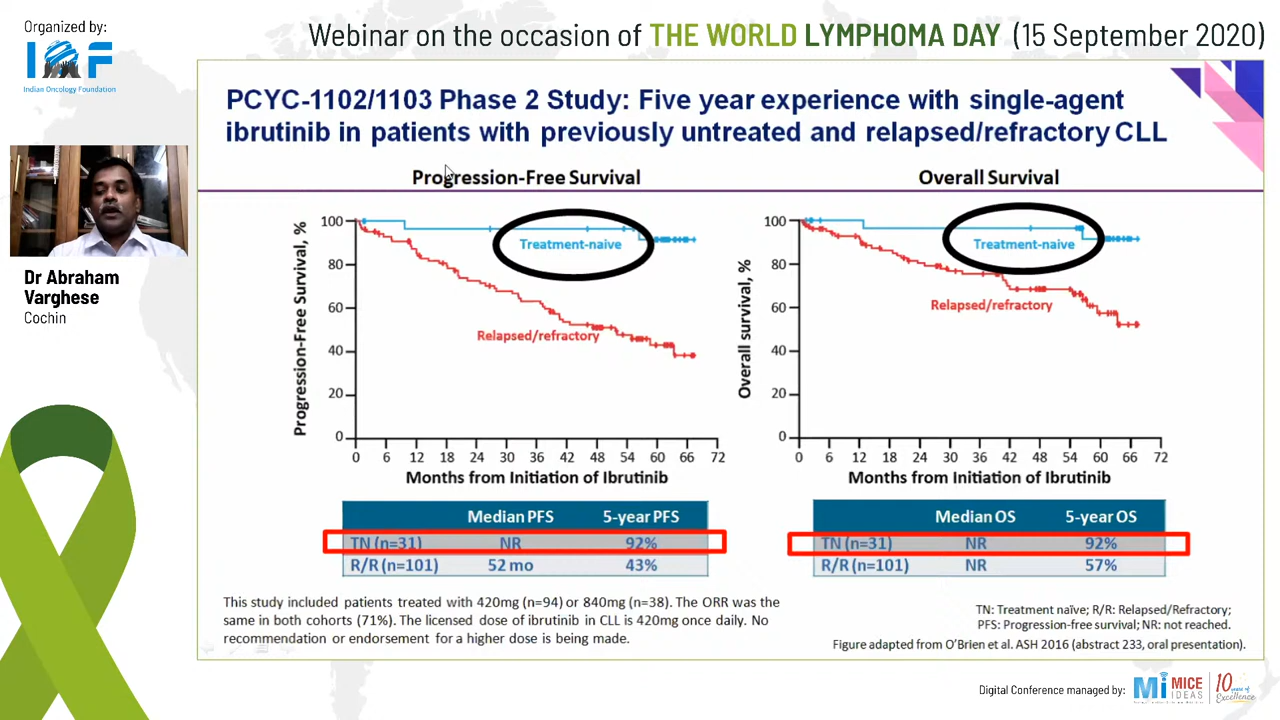 Organized by:
IOF
Indian Oncology Foundation
Webinar on the occasion of THE WORLD LYMPHOMA DAY (15 September 2020)
Dr Abraham
Varghese
Cochin
PCYC-1102/1103 Phase 2 Study: Five year experience with single-agent
ibrutinib in patients with previously untreated and relapsed/refractory CLL
Progression-Free Survival
Progression-Free Survival, %
100
80
60
40
20
0
Treatment-naive
Relapsed/refractory
0 6 12 18 24 30 36 42 48 54 60 66 72
Months from Initiation of Ibrutinib
Median PFS 5-year PFS
TN (n=31) NR 92%
R/R (n=101) 52 mo 43%
Overall Survival
Overall survival, %
100
80
60
40
20
0
Treatment-naive
Relapsed/refractory
0 6 12 18 24 30 36 42 48 54 60 66 72
Months from Initiation of Ibrutinib
Median OS 5-year OS
TN (n=31) NR 92%
R/R (n=101) NR 57%
This study included patients treated with 420mg (n=94) or 840mg (n=38). The ORR was the
same in both cohorts (71%). The licensed dose of ibrutinib in CLL is 420mg once daily. No
recommendation or endorsement for a higher dose is being made.
TN: Treatment naïve; R/R: Relapsed/Refractory;
PFS: Progression-free survival; NR: not reached.
Figure adapted from O'Brien et al. ASH 2016 (abstract 233, oral presentation).
Digital Conference managed by:
Mi MICE
IDEAS
10 years of
Excellence